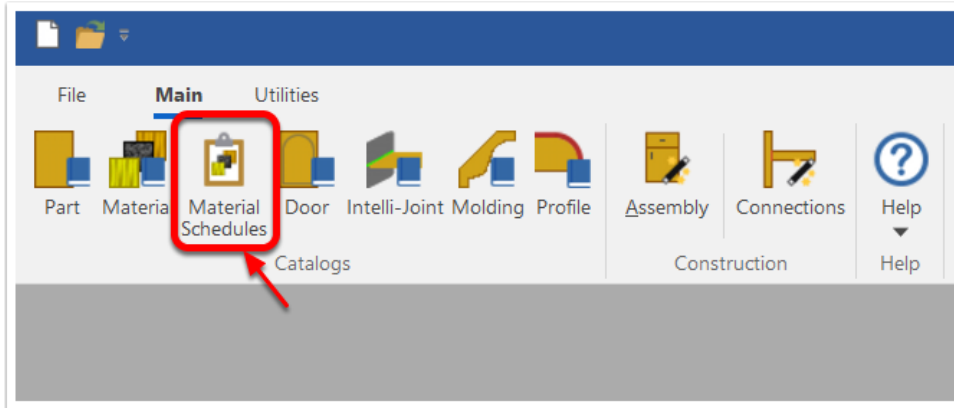 File Main Utilities
Part Materia Material Schedules Door Intelli-Joint Molding Profile Assembly Connections Help
Catalogs Construction Help